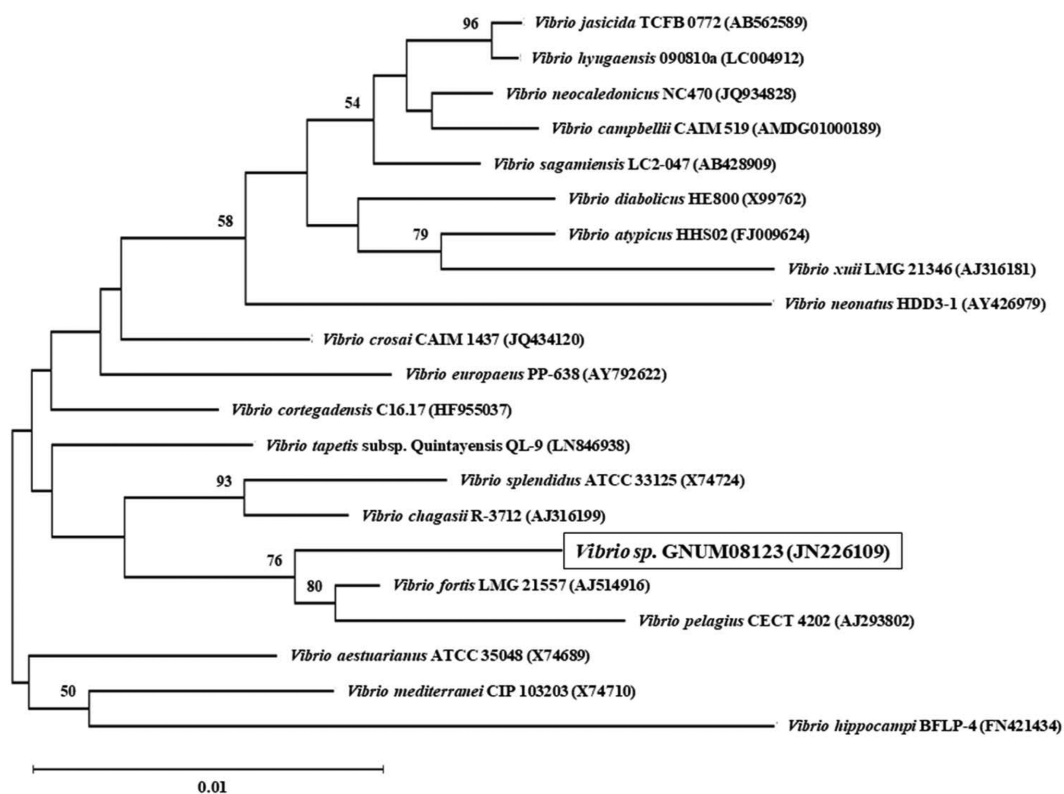 96
Vibrio jasicida TCFB 0772 (AB562589)
Vibrio hyugaensis 090810a (LC004912)
Vibrio neocaledonicus NC470 (JQ934828)
54
Vibrio campbellii CAIM 519 (AMDG01000189)
Vibrio sagamiensis LC2-047 (AB428909)
Vibrio diabolicus HE800 (X99762)
58
79
Vibrio atypicus HHS02 (FJ009624)
Vibrio xuii LMG 21346 (AJ316181)
Vibrio neonatus HDD3-1 (AY426979)
Vibrio crosai CAIM 1437 (JQ434120)
Vibrio europaeus PP-638 (AY792622)
Vibrio cortegadensis C16.17 (HF955037)
Vibrio tapetis subsp. Quintayensis QL-9 (LN846938)
93
Vibrio splendidus ATCC 33125 (X74724)
Vibrio chagasii R-3712 (AJ316199)
76
Vibrio sp. GNUM08123 (JN226109)
80
Vibrio fortis LMG 21557 (AJ514916)
Vibrio pelagius CECT 4202 (AJ293802)
Vibrio aestuarianus ATCC 35048 (X74689)
50
Vibrio mediterranei CIP 103203 (X74710)
Vibrio hippocampi BFLP-4 (FN421434)
0.01